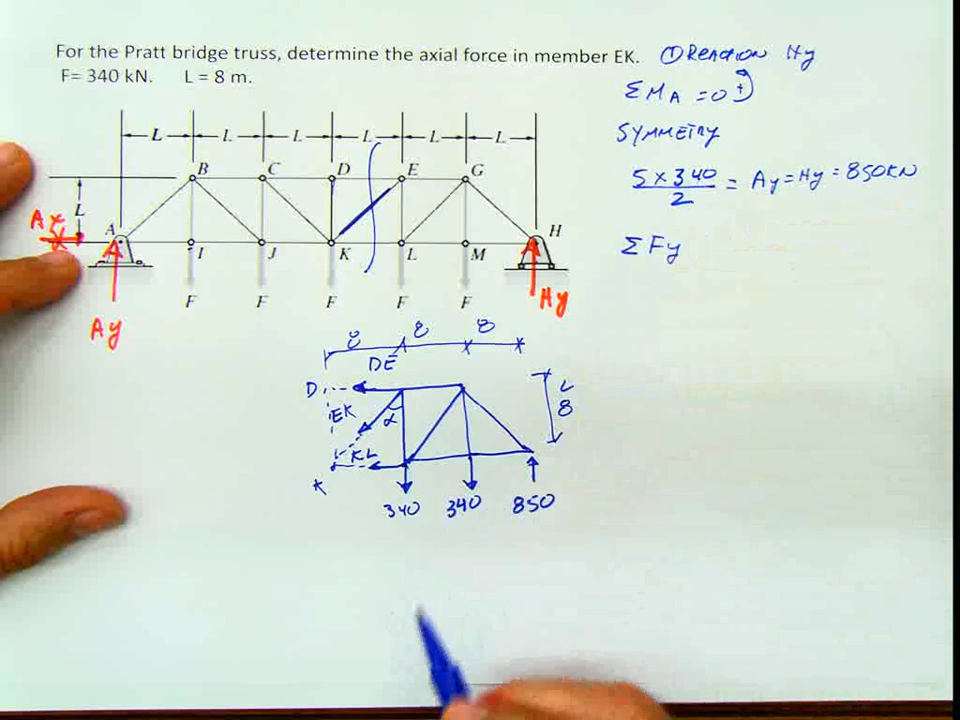 For the Pratt bridge truss, determine the axial force in member EK.
F= 340 kN. L = 8 m.
① Reaction Hy
ΣMA = 0 +
SYMMETRY
5 x 340 / 2 = Ay = Hy = 850KN
ΣFy
L L L L L L
B C D E G
L
Ax A I J K L M H
F F F F F
Ay Hy
8 8 8
DE
D
EK α L 8
KL
K
340 340 850